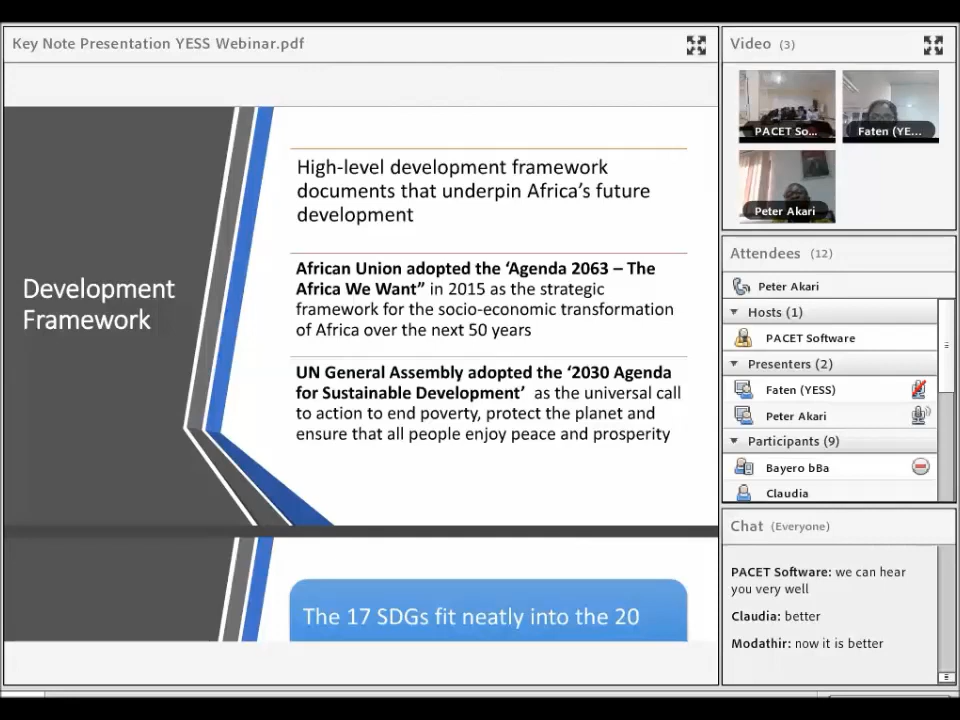 Key Note Presentation YESS Webinar.pdf
Development
Framework
High-level development framework
documents that underpin Africa’s future
development
African Union adopted the ‘Agenda 2063 – The
Africa We Want” in 2015 as the strategic
framework for the socio-economic transformation
of Africa over the next 50 years
UN General Assembly adopted the ‘2030 Agenda
for Sustainable Development’ as the universal call
to action to end poverty, protect the planet and
ensure that all people enjoy peace and prosperity
The 17 SDGs fit neatly into the 20
Video (3)
PACET So...
Faten (YE...
Peter Akari
Attendees (12)
Peter Akari
Hosts (1)
PACET Software
Presenters (2)
Faten (YESS)
Peter Akari
Participants (9)
Bayero bBa
Claudia
Chat (Everyone)
PACET Software: we can hear
you very well
Claudia: better
Modathir: now it is better